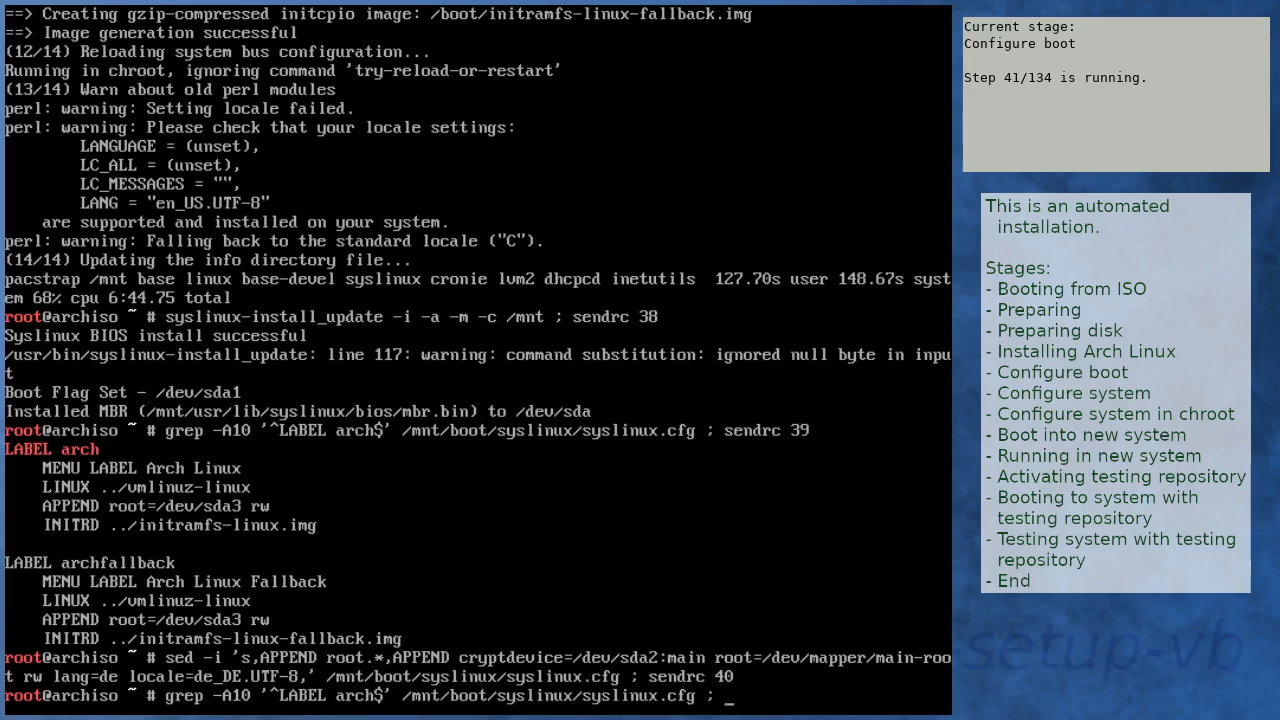 ==> Creating gzip-compressed initcpio image: /boot/initramfs-linux-fallback.img
==> Image generation successful
(12/14) Reloading system bus configuration...
Running in chroot, ignoring command 'try-reload-or-restart'
(13/14) Warn about old perl modules
perl: warning: Setting locale failed.
perl: warning: Please check that your locale settings:
        LANGUAGE = (unset),
        LC_ALL = (unset),
        LC_MESSAGES = "",
        LANG = "en_US.UTF-8"
    are supported and installed on your system.
perl: warning: Falling back to the standard locale ("C").
(14/14) Updating the info directory file...
pacstrap /mnt base linux base-devel syslinux cronie lvm2 dhcpcd inetutils  127.70s user 148.67s syst
em 68% cpu 6:44.75 total
root@archiso ~ # syslinux-install_update -i -a -m -c /mnt ; sendrc 38
Syslinux BIOS install successful
/usr/bin/syslinux-install_update: line 117: warning: command substitution: ignored null byte in inpu
t
Boot Flag Set - /dev/sda1
Installed MBR (/mnt/usr/lib/syslinux/bios/mbr.bin) to /dev/sda
root@archiso ~ # grep -A10 '^LABEL arch$' /mnt/boot/syslinux/syslinux.cfg ; sendrc 39
LABEL arch
    MENU LABEL Arch Linux
    LINUX ../vmlinuz-linux
    APPEND root=/dev/sda3 rw
    INITRD ../initramfs-linux.img

LABEL archfallback
    MENU LABEL Arch Linux Fallback
    LINUX ../vmlinuz-linux
    APPEND root=/dev/sda3 rw
    INITRD ../initramfs-linux-fallback.img
root@archiso ~ # sed -i 's,APPEND root.*,APPEND cryptdevice=/dev/sda2:main root=/dev/mapper/main-roo
t rw lang=de locale=de_DE.UTF-8,' /mnt/boot/syslinux/syslinux.cfg ; sendrc 40
root@archiso ~ # grep -A10 '^LABEL arch$' /mnt/boot/syslinux/syslinux.cfg ; _
Current stage:
Configure boot

Step 41/134 is running.
This is an automated
installation.

Stages:
- Booting from ISO
- Preparing
- Preparing disk
- Installing Arch Linux
- Configure boot
- Configure system
- Configure system in chroot
- Boot into new system
- Running in new system
- Activating testing repository
- Booting to system with
testing repository
- Testing system with testing
repository
- End
setup-vb